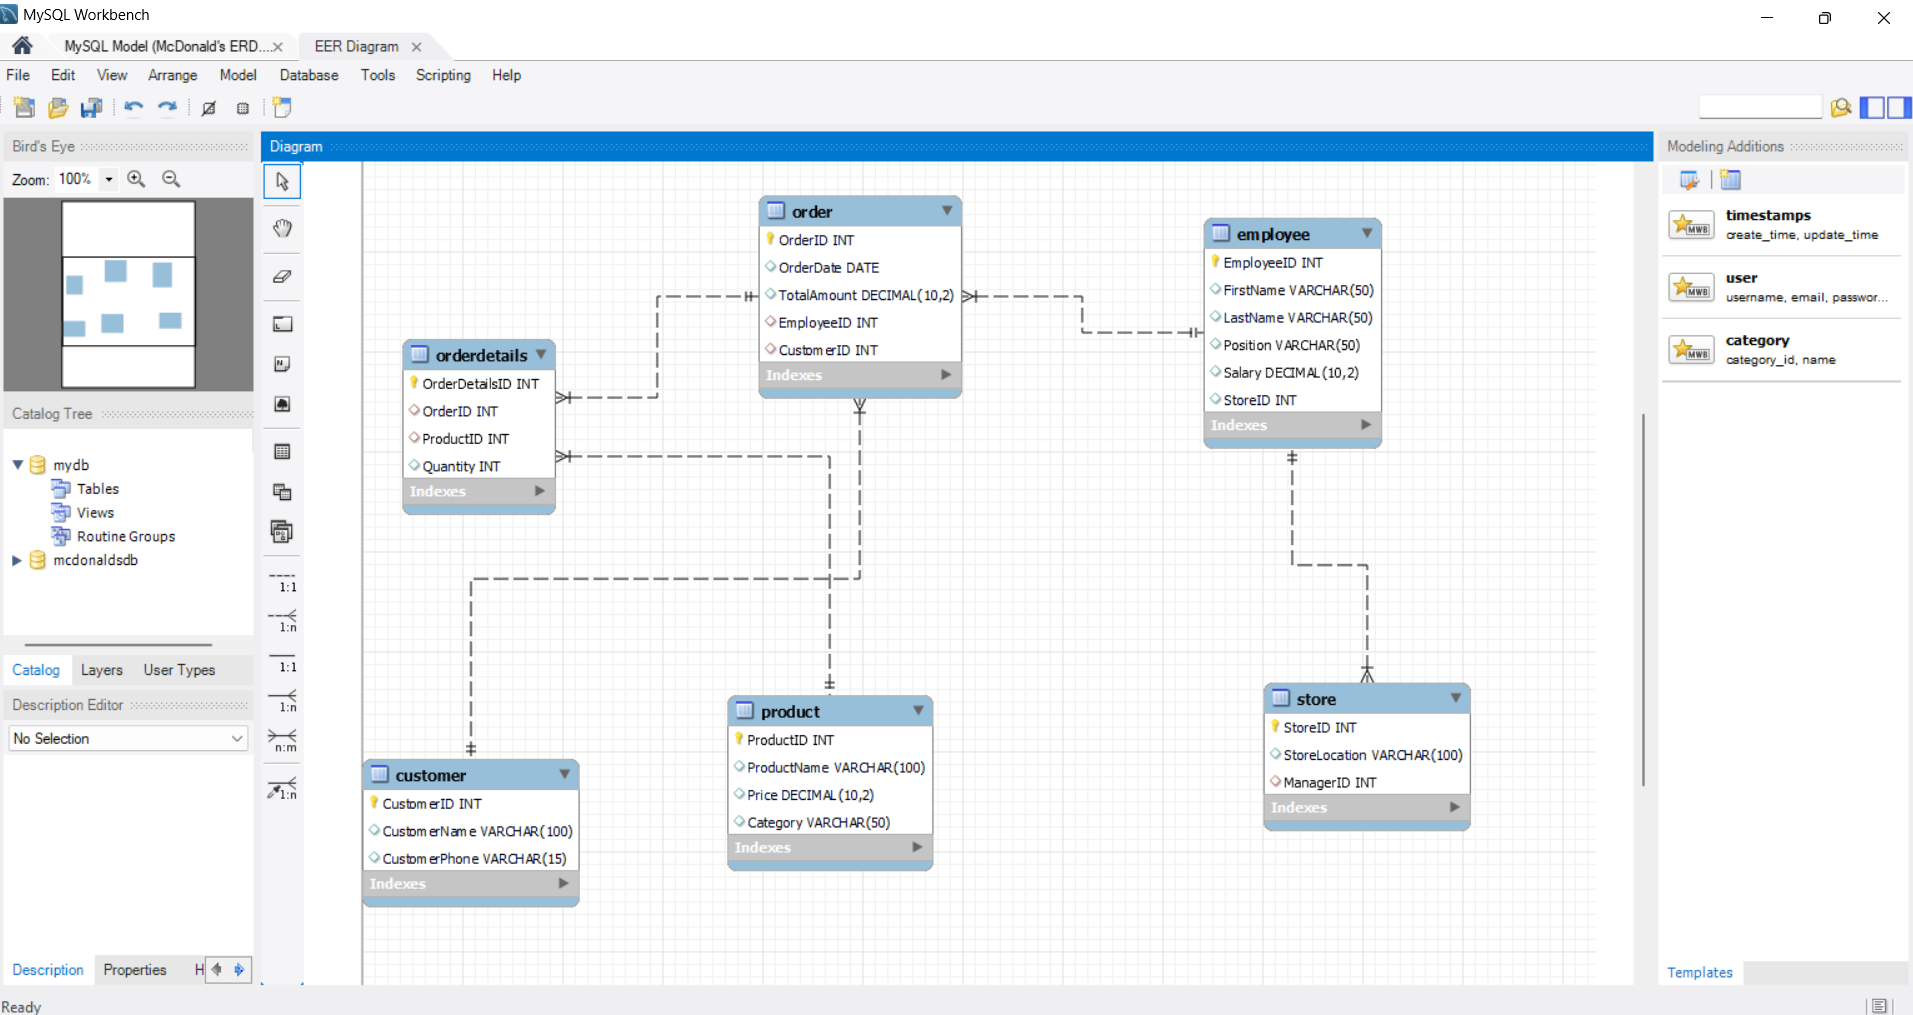 MySQL Workbench
MySQL Model (McDonald's ERD....
EER Diagram
File Edit View Arrange Model Database Tools Scripting Help
Bird's Eye
Zoom: 100%
Catalog Tree
mydb
Tables
Views
Routine Groups
mcdonaldsdb
Catalog Layers User Types
Description Editor
No Selection
Description Properties H
Ready
Diagram
1:1
1:n
1:1
1:n
n:m
1:n
order
OrderID INT
OrderDate DATE
TotalAmount DECIMAL(10,2)
EmployeeID INT
CustomerID INT
Indexes
employee
EmployeeID INT
FirstName VARCHAR(50)
LastName VARCHAR(50)
Position VARCHAR(50)
Salary DECIMAL(10,2)
StoreID INT
Indexes
orderdetails
OrderDetailsID INT
OrderID INT
ProductID INT
Quantity INT
Indexes
customer
CustomerID INT
CustomerName VARCHAR(100)
CustomerPhone VARCHAR(15)
Indexes
product
ProductID INT
ProductName VARCHAR(100)
Price DECIMAL(10,2)
Category VARCHAR(50)
Indexes
store
StoreID INT
StoreLocation VARCHAR(100)
ManagerID INT
Indexes
Modeling Additions
MWB
timestamps
create_time, update_time
MWB
user
username, email, passwor...
MWB
category
category_id, name
Templates